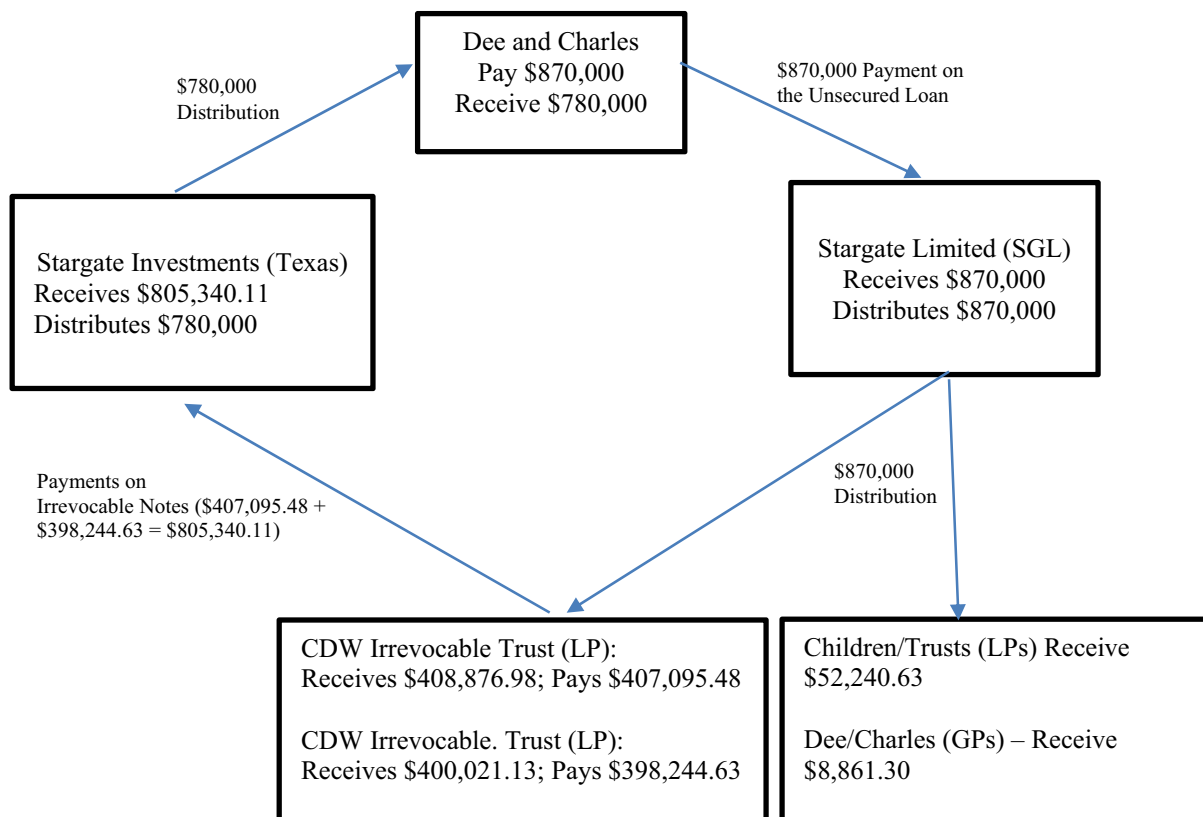 Dee and Charles
Pay $870,000
Receive $780,000
$780,000
Distribution
$870,000 Payment on
the Unsecured Loan
Stargate Investments (Texas)
Receives $805,340.11
Distributes $780,000
Stargate Limited (SGL)
Receives $870,000
Distributes $870,000
Payments on
Irrevocable Notes ($407,095.48 +
$398,244.63 = $805,340.11)
$870,000
Distribution
CDW Irrevocable Trust (LP):
Receives $408,876.98; Pays $407,095.48
CDW Irrevocable. Trust (LP):
Receives $400,021.13; Pays $398,244.63
Children/Trusts (LPs) Receive
$52,240.63
Dee/Charles (GPs) – Receive
$8,861.30